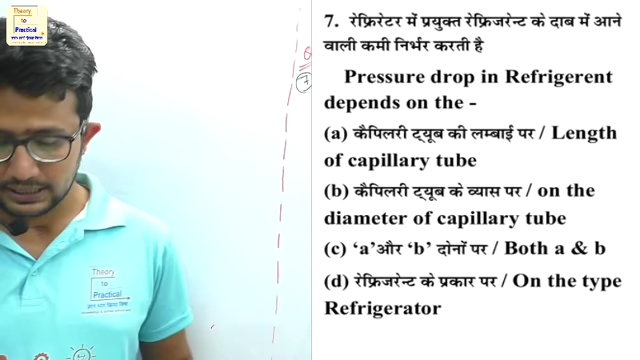 Theory
to
Practical
7. रेफ्रिरेटर में प्रयुक्त रेफ्रिजरेन्ट के दाब में आने
वाली कमी निर्भर करती है
Pressure drop in Refrigerent
depends on the -
(a) कैपिलरी ट्यूब की लम्बाई पर / Length
of capillary tube
(b) कैपिलरी ट्यूब के व्यास पर / on the
diameter of capillary tube
(c) ‘a’और ‘b’ दोनों पर / Both a & b
(d) रेफ्रिजरेन्ट के प्रकार पर / On the type
Refrigerator
7
Theory
to
Practical